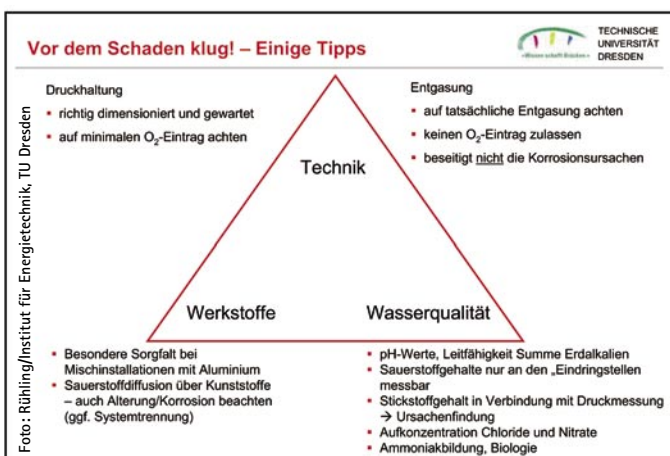 Vor dem Schaden klug! – Einige Tipps
»Wissen schafft Brücken.«
TECHNISCHE
UNIVERSITÄT
DRESDEN
Druckhaltung
▪ richtig dimensioniert und gewartet
▪ auf minimalen O₂-Eintrag achten
Entgasung
▪ auf tatsächliche Entgasung achten
▪ keinen O₂-Eintrag zulassen
▪ beseitigt nicht die Korrosionsursachen
Technik
Werkstoffe
Wasserqualität
▪ Besondere Sorgfalt bei
Mischinstallationen mit Aluminium
▪ Sauerstoffdiffusion über Kunststoffe
– auch Alterung/Korrosion beachten
(ggf. Systemtrennung)
▪ pH-Werte, Leitfähigkeit Summe Erdalkalien
▪ Sauerstoffgehalte nur an den „Eindringstellen
messbar
▪ Stickstoffgehalt in Verbindung mit Druckmessung
→ Ursachenfindung
▪ Aufkonzentration Chloride und Nitrate
▪ Ammoniakbildung, Biologie
Foto: Rühling/Institut für Energietechnik, TU Dresden